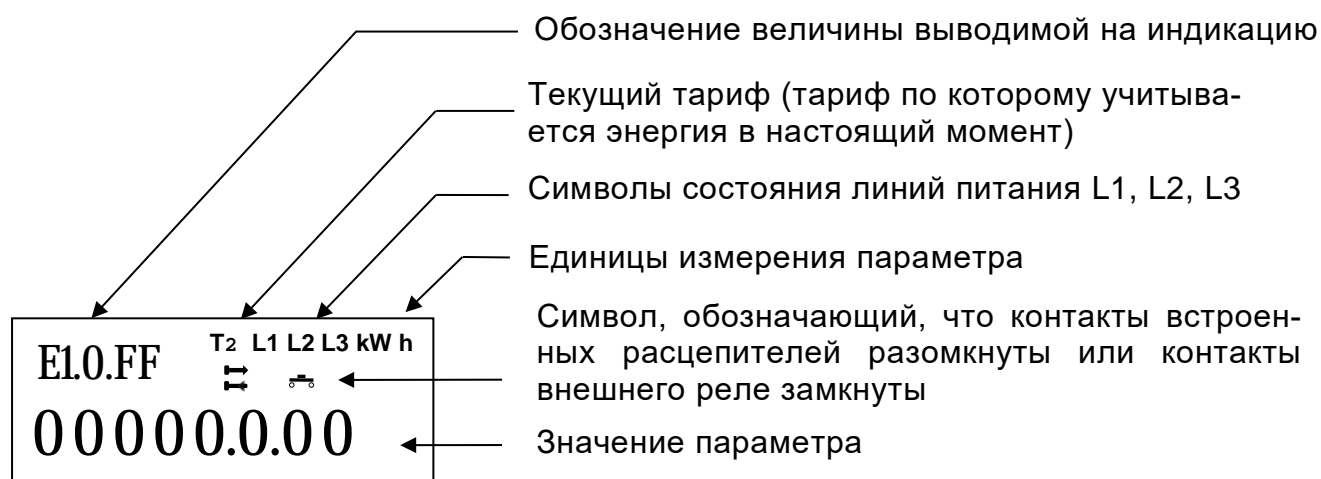 Обозначение величины выводимой на индикацию
Текущий тариф (тариф по которому учитыва-
ется энергия в настоящий момент)
Символы состояния линий питания L1, L2, L3
Единицы измерения параметра
Символ, обозначающий, что контакты встроен-
ных расцепителей разомкнуты или контакты
внешнего реле замкнуты
Значение параметра
E1.0.FF T2 L1 L2 L3 kW h
00000.0.00